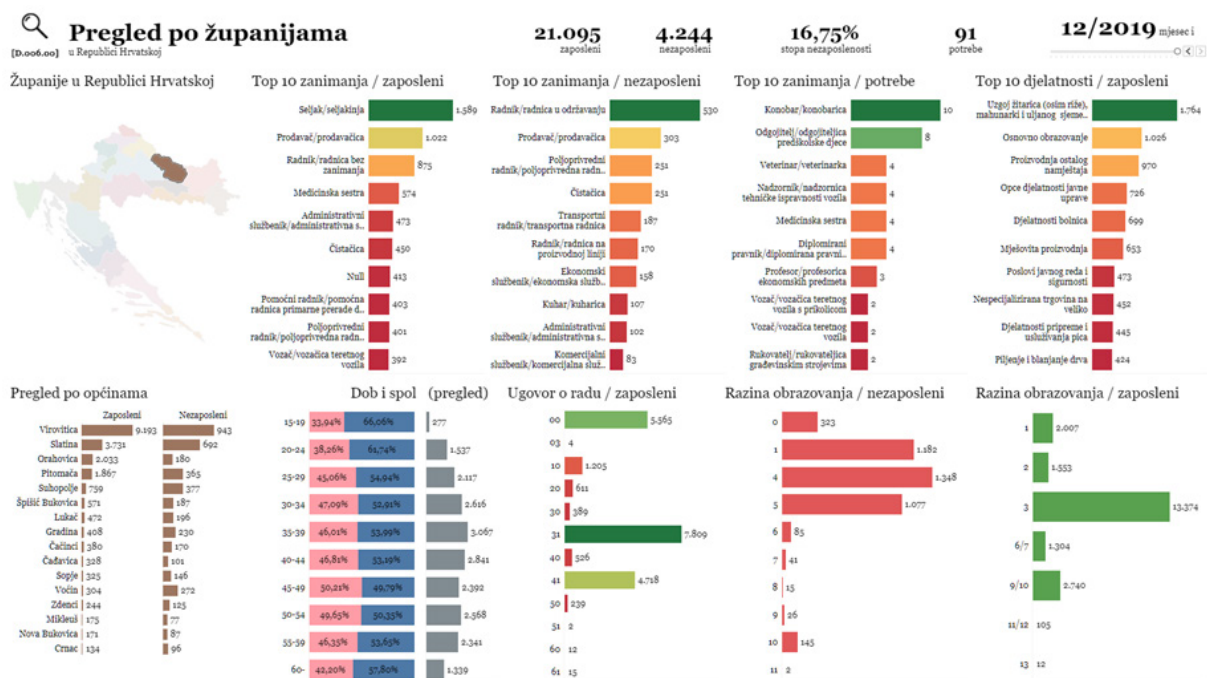 Pregled po županijama
[D.006.00] u Republici Hrvatskoj
21.095 zaposleni
4.244 nezaposleni
16,75% stopa nezaposlenosti
91 potrebe
12/2019 mjesec i
Županije u Republici Hrvatskoj
Top 10 zanimanja / zaposleni
Seljak/seljakinja 1.589
Prodavač/prodavačica 1.022
Radnik/radnica bez
zanimanja 875
Medicinska sestra 574
Administrativni
službenik/administrativna s.. 473
Čistačica 450
Null 413
Pomoćni radnik/pomoćna
radnica primarne prerade d... 403
Poljoprivredni
radnik/poljoprivredna radn.. 401
Vozač/vozačica teretnog
vozila 392
Top 10 zanimanja / nezaposleni
Radnik/radnica u održavanju 530
Prodavač/prodavačica 303
Poljoprivredni
radnik/poljoprivredna radn.. 251
Čistačica 251
Transportni
radnik/transportna radnica 187
Radnik/radnica na
proizvodnoj liniji 170
Ekonomski
službenik/ekonomska služb.. 158
Kuhar/kuharica 107
Administrativni
službenik/administrativna s.. 102
Komercijalni
službenik/komercijalna služ.. 83
Top 10 zanimanja / potrebe
Konobar/konobarica 10
Odgojitelj/odgojiteljica
predškolske djece 8
Veterinar/veterinarka 4
Nadzornik/nadzornica
tehničke ispravnosti vozila 4
Medicinska sestra 4
Diplomirani
pravnik/diplomirana pravni.. 4
Profesor/profesorica
ekonomskih predmeta 3
Vozač/vozačica teretnog
vozila s prikolicom 2
Vozač/vozačica teretnog
vozila 2
Rukovatelj/rukovateljica
građevinskim strojevima 2
Top 10 djelatnosti / zaposleni
Uzgoj žitarica (osim riže),
mahunarki i uljanog sjeme.. 1.764
Osnovno obrazovanje 1.026
Proizvodnja ostalog
namještaja 970
Opce djelatnosti javne
uprave 726
Djelatnosti bolnica 699
Mješovita proizvodnja 653
Poslovi javnog reda i
sigurnosti 473
Nespecijalizirana trgovina na
veliko 452
Djelatnosti pripreme i
usluživanja pica 445
Piljenje i blanjanje drva 424
Pregled po općinama
Zaposleni Nezaposleni
Virovitica 9.193 943
Slatina 3.731 692
Orahovica 2.033 180
Pitomača 1.867 365
Suhopolje 759 377
Špišić Bukovica 571 187
Lukač 472 196
Gradina 408 230
Čačinci 380 170
Čađavica 328 101
Sopje 325 146
Voćin 304 272
Zdenci 244 125
Mikleuš 175 77
Nova Bukovica 171 87
Crnac 134 96
Dob i spol (pregled)
15-19 33,94% 66,06% 277
20-24 38,26% 61,74% 1.537
25-29 45,06% 54,94% 2.117
30-34 47,09% 52,91% 2.616
35-39 46,01% 53,99% 3.067
40-44 46,81% 53,19% 2.841
45-49 50,21% 49,79% 2.392
50-54 49,65% 50,35% 2.568
55-59 46,35% 53,65% 2.341
60- 42,20% 57,80% 1.339
Ugovor o radu / zaposleni
00 5.565
03 4
10 1.205
20 611
30 389
31 7.809
40 526
41 4.718
50 239
51 2
60 12
61 15
Razina obrazovanja / nezaposleni
0 323
1 1.182
4 1.348
5 1.077
6 85
7 41
8 15
9 26
10 145
11 2
Razina obrazovanja / zaposleni
1 2.007
2 1.553
3 13.374
6/7 1.304
9/10 2.740
11/12 105
13 12